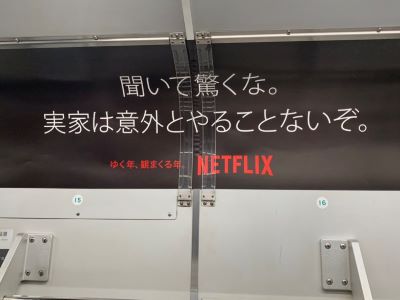 聞いて驚くな。
実家は意外とやることないぞ。
ゆく年、観まくる年。 NETFLIX
15
16